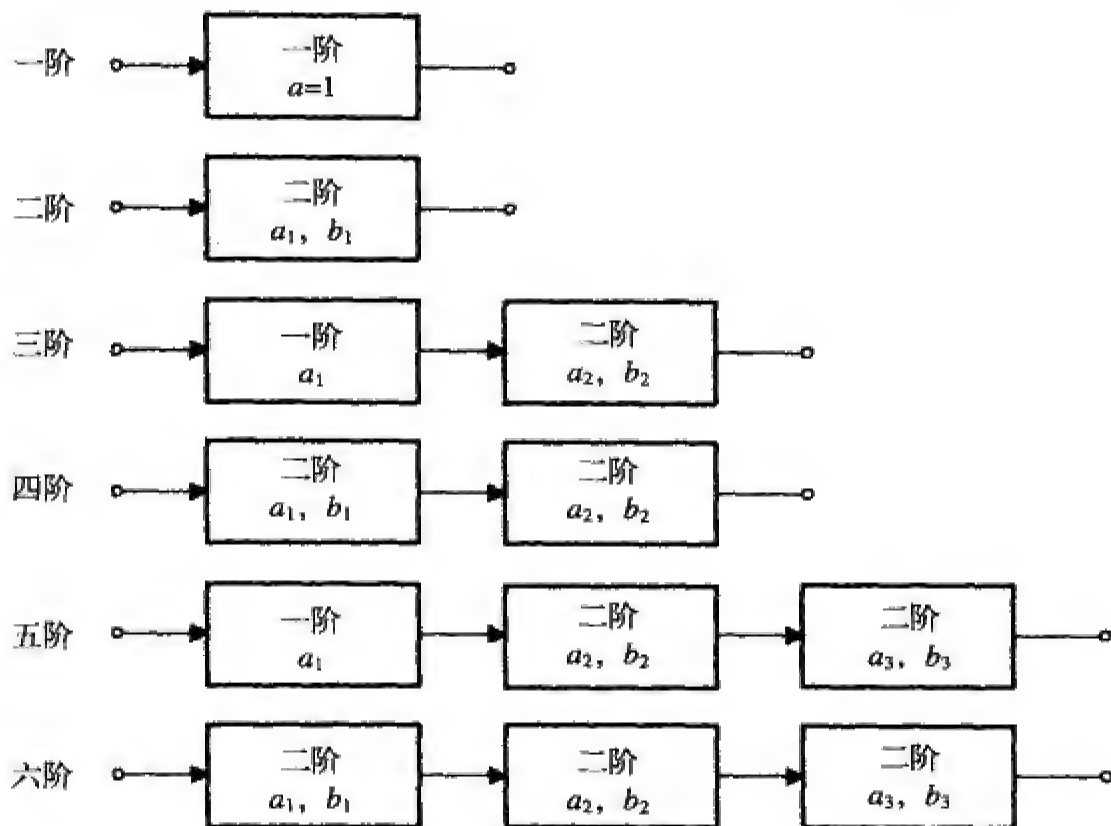 一阶
一阶
a=1
二阶
二阶
a₁, b₁
三阶
一阶
a₁
二阶
a₂, b₂
四阶
二阶
a₁, b₁
二阶
a₂, b₂
五阶
一阶
a₁
二阶
a₂, b₂
二阶
a₃, b₃
六阶
二阶
a₁, b₁
二阶
a₂, b₂
二阶
a₃, b₃